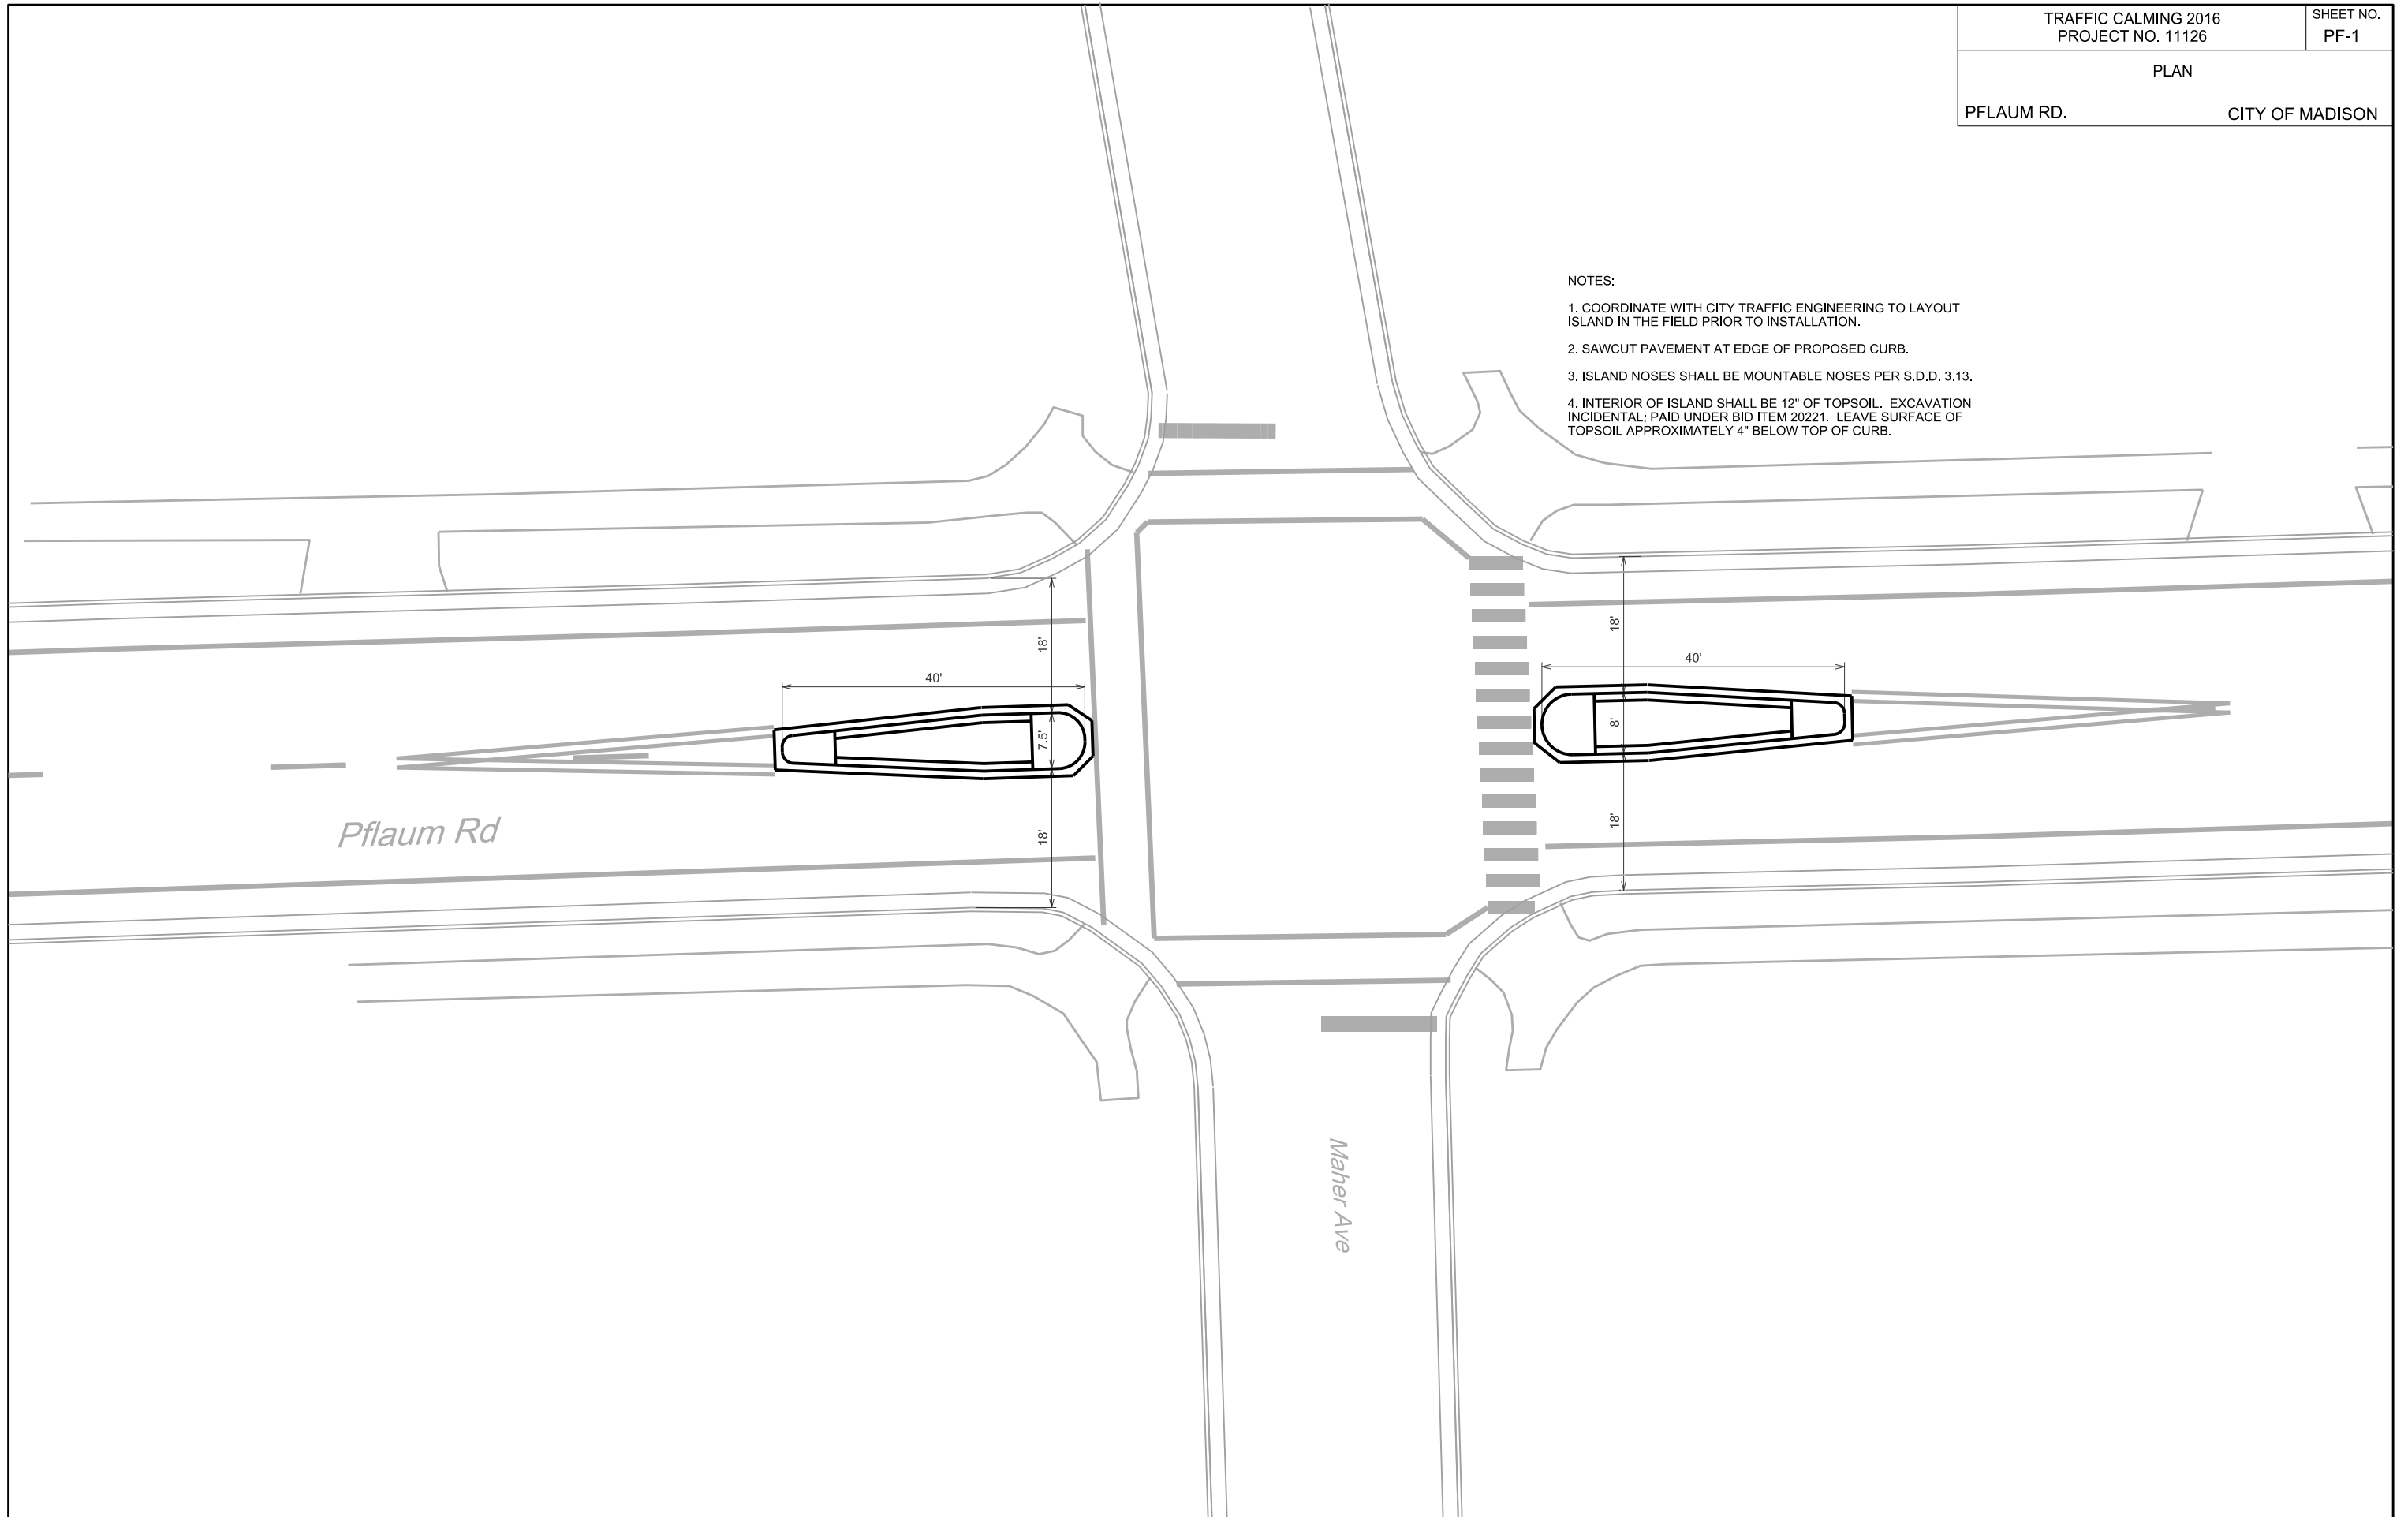 TRAFFIC CALMING 2016
PROJECT NO. 11126
SHEET NO.
PF-1
PLAN
PFLAUM RD.
CITY OF MADISON
NOTES:
1. COORDINATE WITH CITY TRAFFIC ENGINEERING TO LAYOUT
ISLAND IN THE FIELD PRIOR TO INSTALLATION.
2. SAWCUT PAVEMENT AT EDGE OF PROPOSED CURB.
3. ISLAND NOSES SHALL BE MOUNTABLE NOSES PER S.D.D. 3.13.
4. INTERIOR OF ISLAND SHALL BE 12" OF TOPSOIL. EXCAVATION
INCIDENTAL; PAID UNDER BID ITEM 20221. LEAVE SURFACE OF
TOPSOIL APPROXIMATELY 4" BELOW TOP OF CURB.
18'
40'
7.5'
18'
18'
40'
8'
18'
Pflaum Rd
Maher Ave